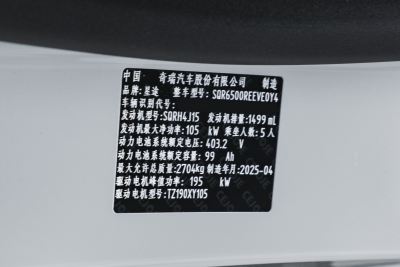 中国 奇瑞汽车股份有限公司 制造
品牌:星途 整车型号:SQR6500REEVE0Y4
车辆识别代号:
发动机型号:SQRH4J15 发动机排量:1499 mL
发动机最大净功率:105 kW 乘坐人数:5人
动力电池系统额定电压:403.2 V
动力电池系统额定容量:99 Ah
最大允许总质量:2704kg 制造年月:2025-04
驱动电机峰值功率:195 kW
驱动电机型号:TZ190XY105